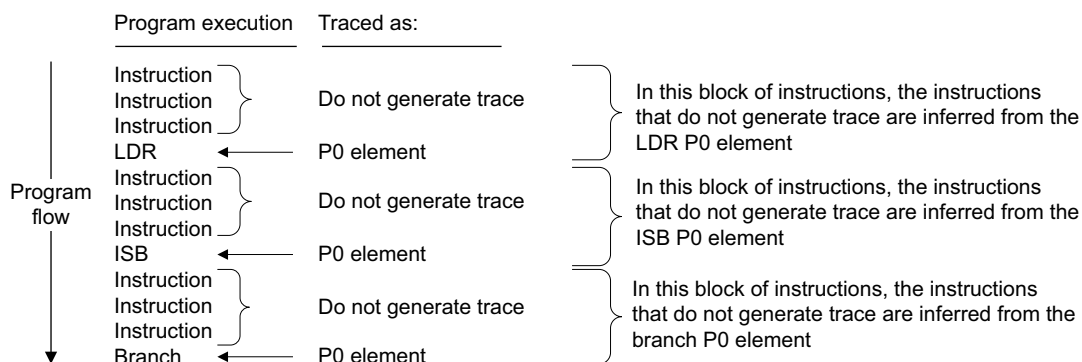 Program execution Traced as:
Instruction
Instruction
Instruction
Do not generate trace
In this block of instructions, the instructions
that do not generate trace are inferred from the
LDR P0 element
LDR P0 element
Program
flow
Instruction
Instruction
Instruction
Do not generate trace
In this block of instructions, the instructions
that do not generate trace are inferred from the
ISB P0 element
ISB P0 element
Instruction
Instruction
Instruction
Do not generate trace
In this block of instructions, the instructions
that do not generate trace are inferred from the
branch P0 element
Branch P0 element